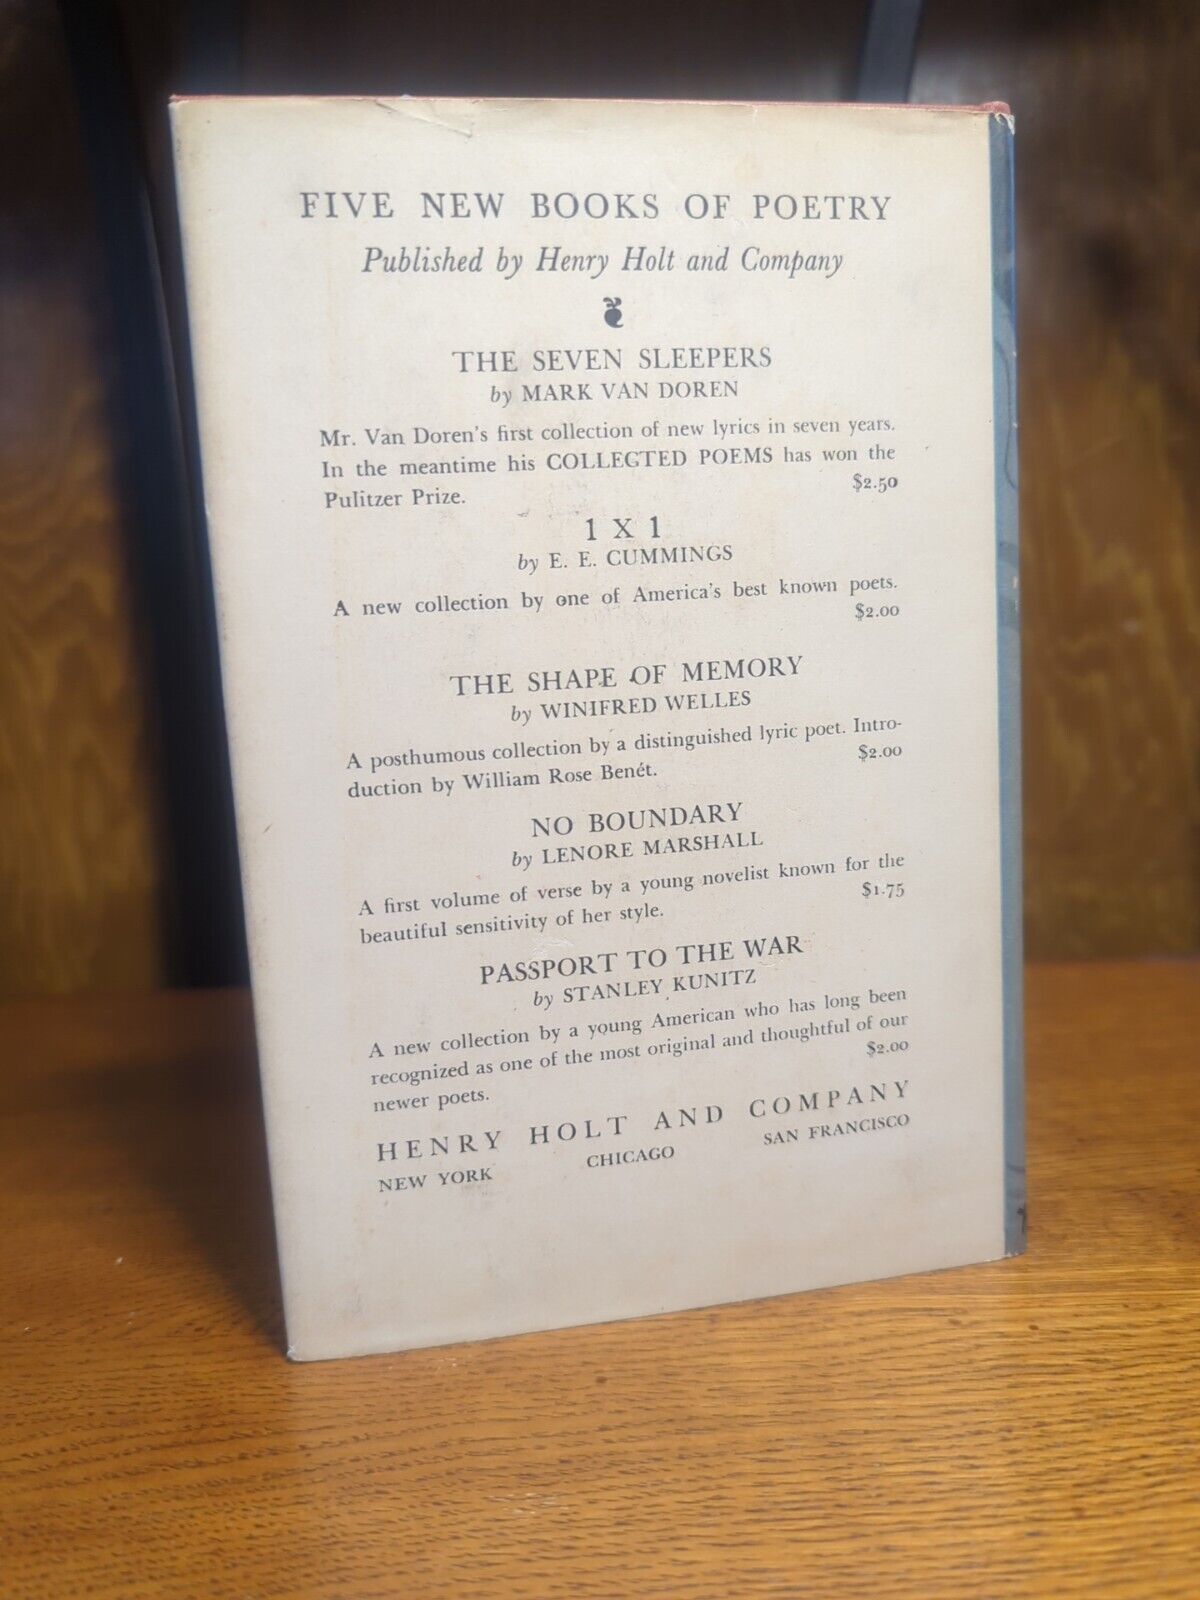 FIVE NEW BOOKS OF POETRY
Published by Henry Holt and Company
THE SEVEN SLEEPERS
by MARK VAN DOREN
Mr. Van Doren's first collection of new lyrics in seven years.
In the meantime his COLLECTED POEMS has won the
Pulitzer Prize. $2.50
1 X 1
by E. E. CUMMINGS
A new collection by one of America's best known poets.
$2.00
THE SHAPE OF MEMORY
by WINIFRED WELLES
A posthumous collection by a distinguished lyric poet. Intro-
duction by William Rose Benét. $2.00
NO BOUNDARY
by LENORE MARSHALL
A first volume of verse by a young novelist known for the
beautiful sensitivity of her style. $1.75
PASSPORT TO THE WAR
by STANLEY KUNITZ
A new collection by a young American who has long been
recognized as one of the most original and thoughtful of our
newer poets. $2.00
HENRY HOLT AND COMPANY
NEW YORK CHICAGO SAN FRANCISCO